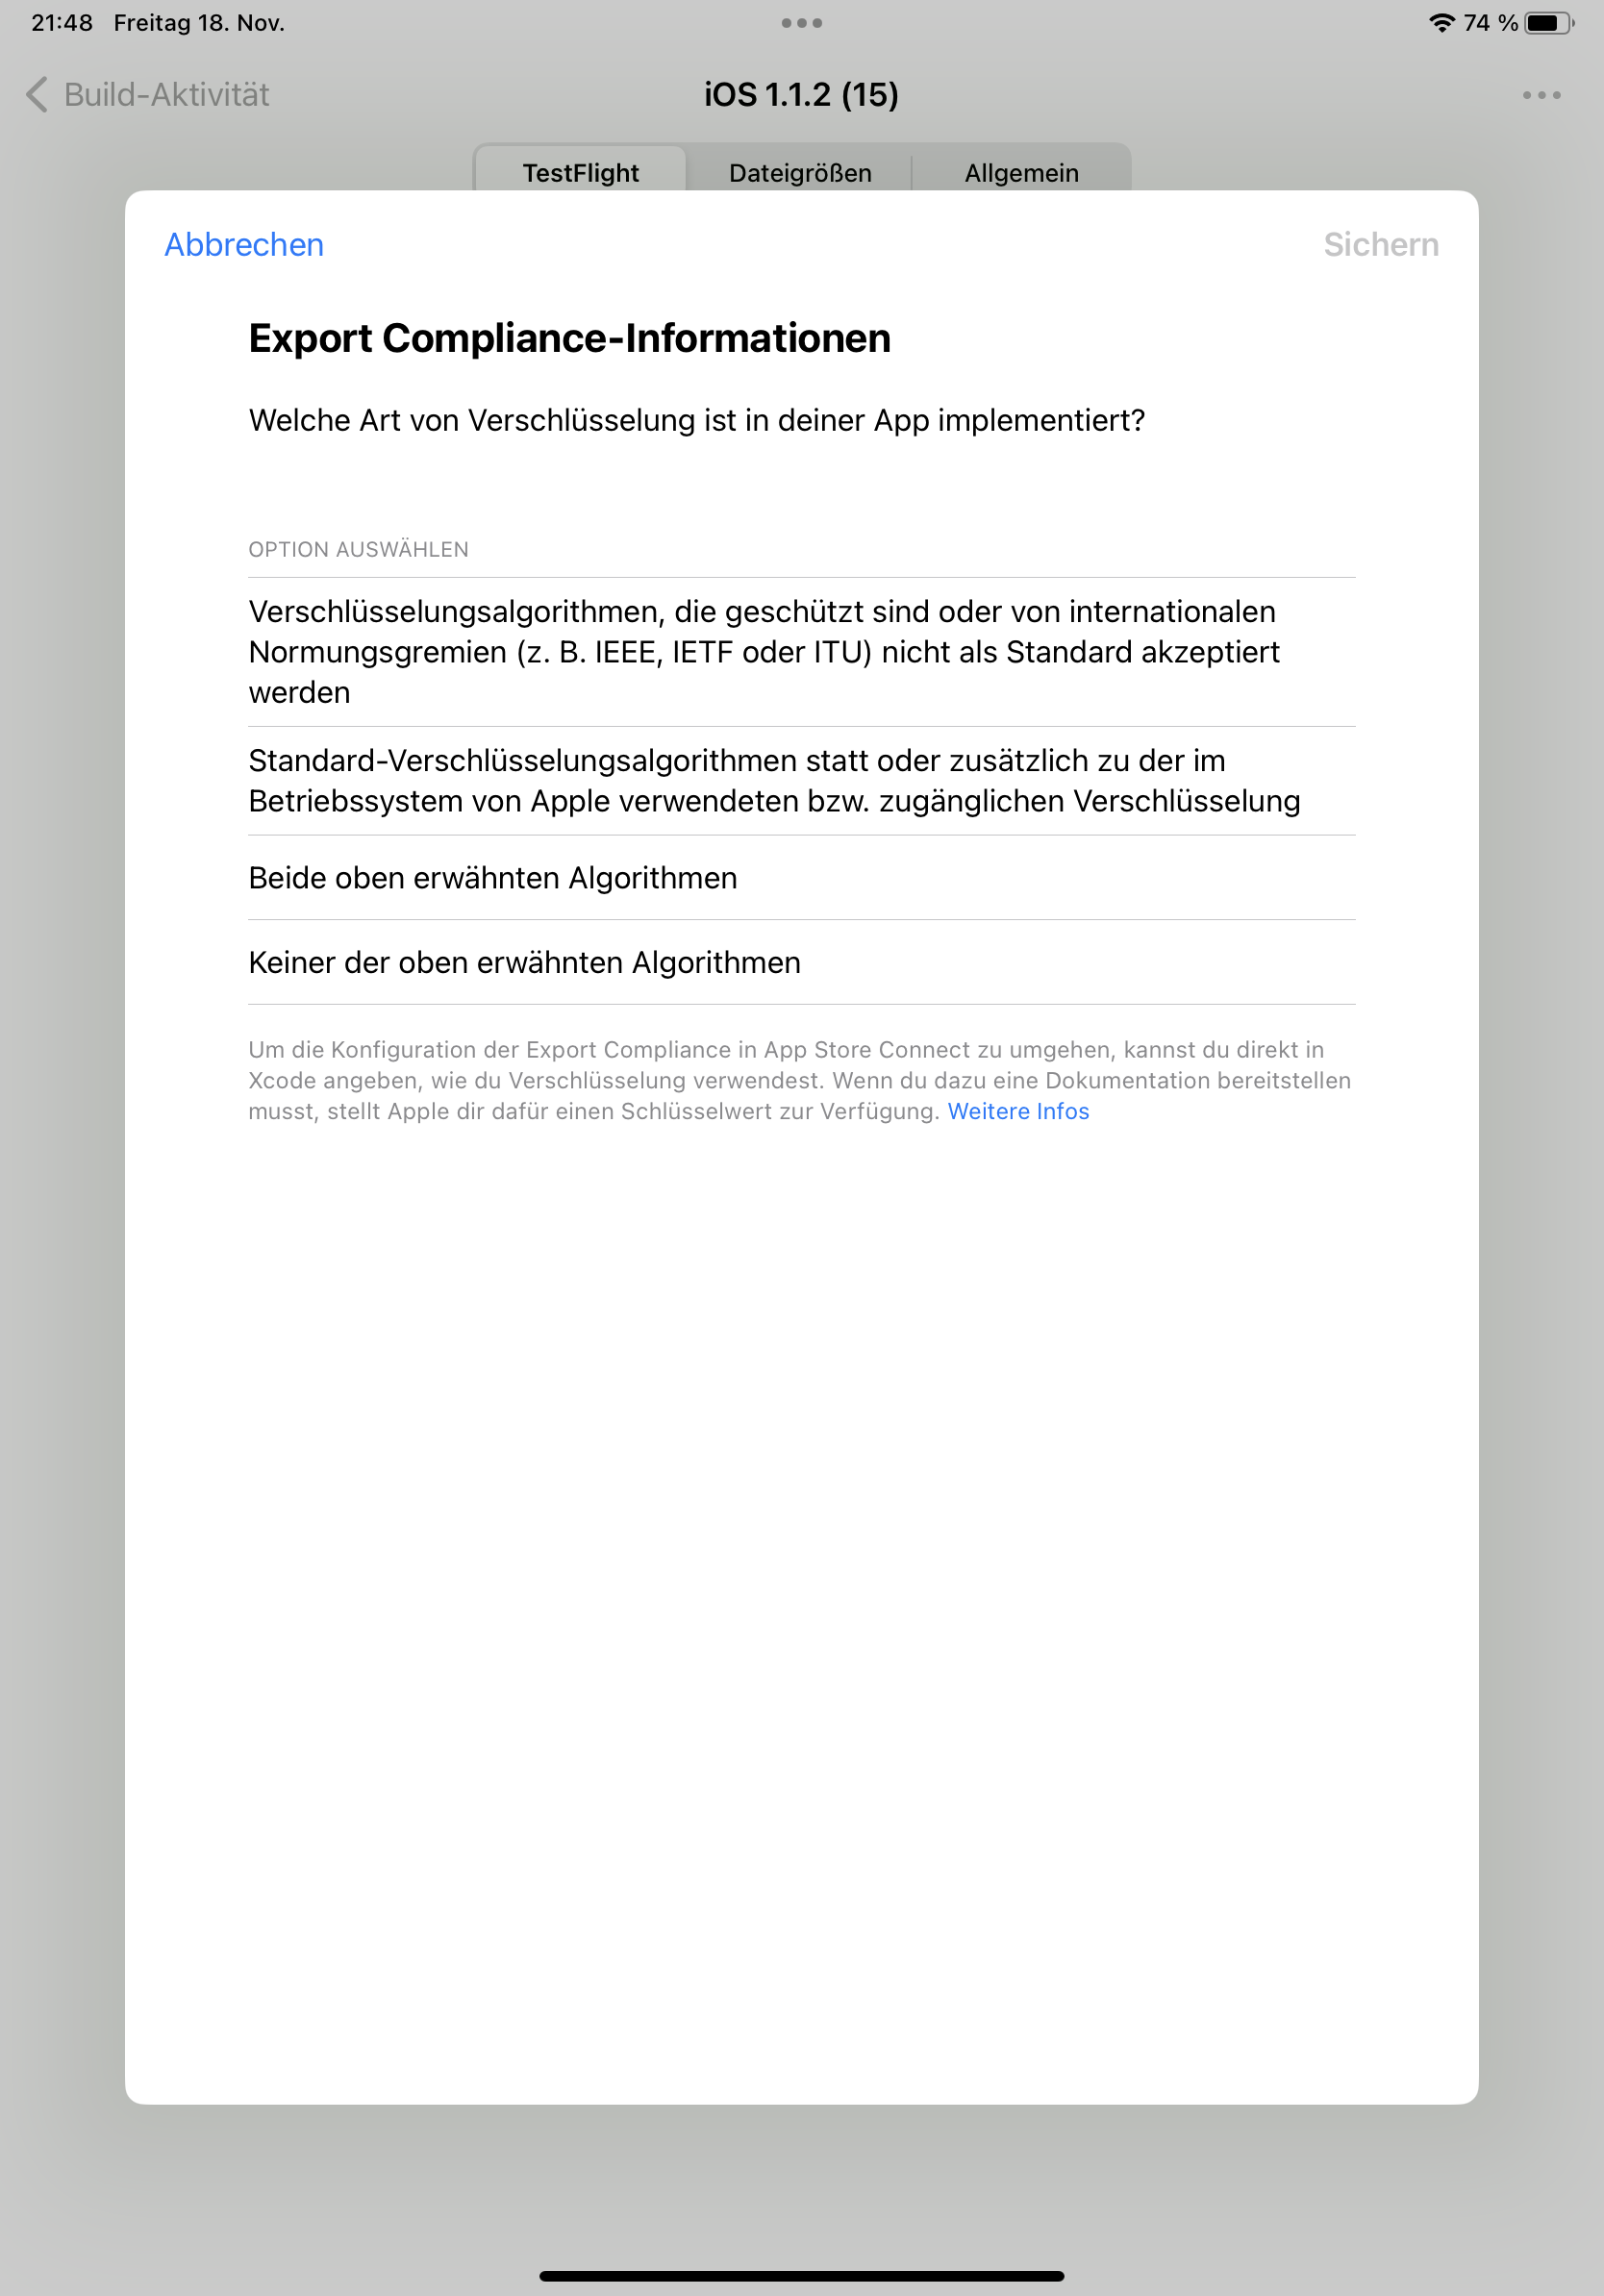 21:48 Freitag 18. Nov.
74 %
Build-Aktivität
iOS 1.1.2 (15)
TestFlight
Dateigrößen
Allgemein
Abbrechen
Sichern
Export Compliance-Informationen
Welche Art von Verschlüsselung ist in deiner App implementiert?
OPTION AUSWÄHLEN
Verschlüsselungsalgorithmen, die geschützt sind oder von internationalen
Normungsgremien (z. B. IEEE, IETF oder ITU) nicht als Standard akzeptiert
werden
Standard-Verschlüsselungsalgorithmen statt oder zusätzlich zu der im
Betriebssystem von Apple verwendeten bzw. zugänglichen Verschlüsselung
Beide oben erwähnten Algorithmen
Keiner der oben erwähnten Algorithmen
Um die Konfiguration der Export Compliance in App Store Connect zu umgehen, kannst du direkt in
Xcode angeben, wie du Verschlüsselung verwendest. Wenn du dazu eine Dokumentation bereitstellen
musst, stellt Apple dir dafür einen Schlüsselwert zur Verfügung. Weitere Infos